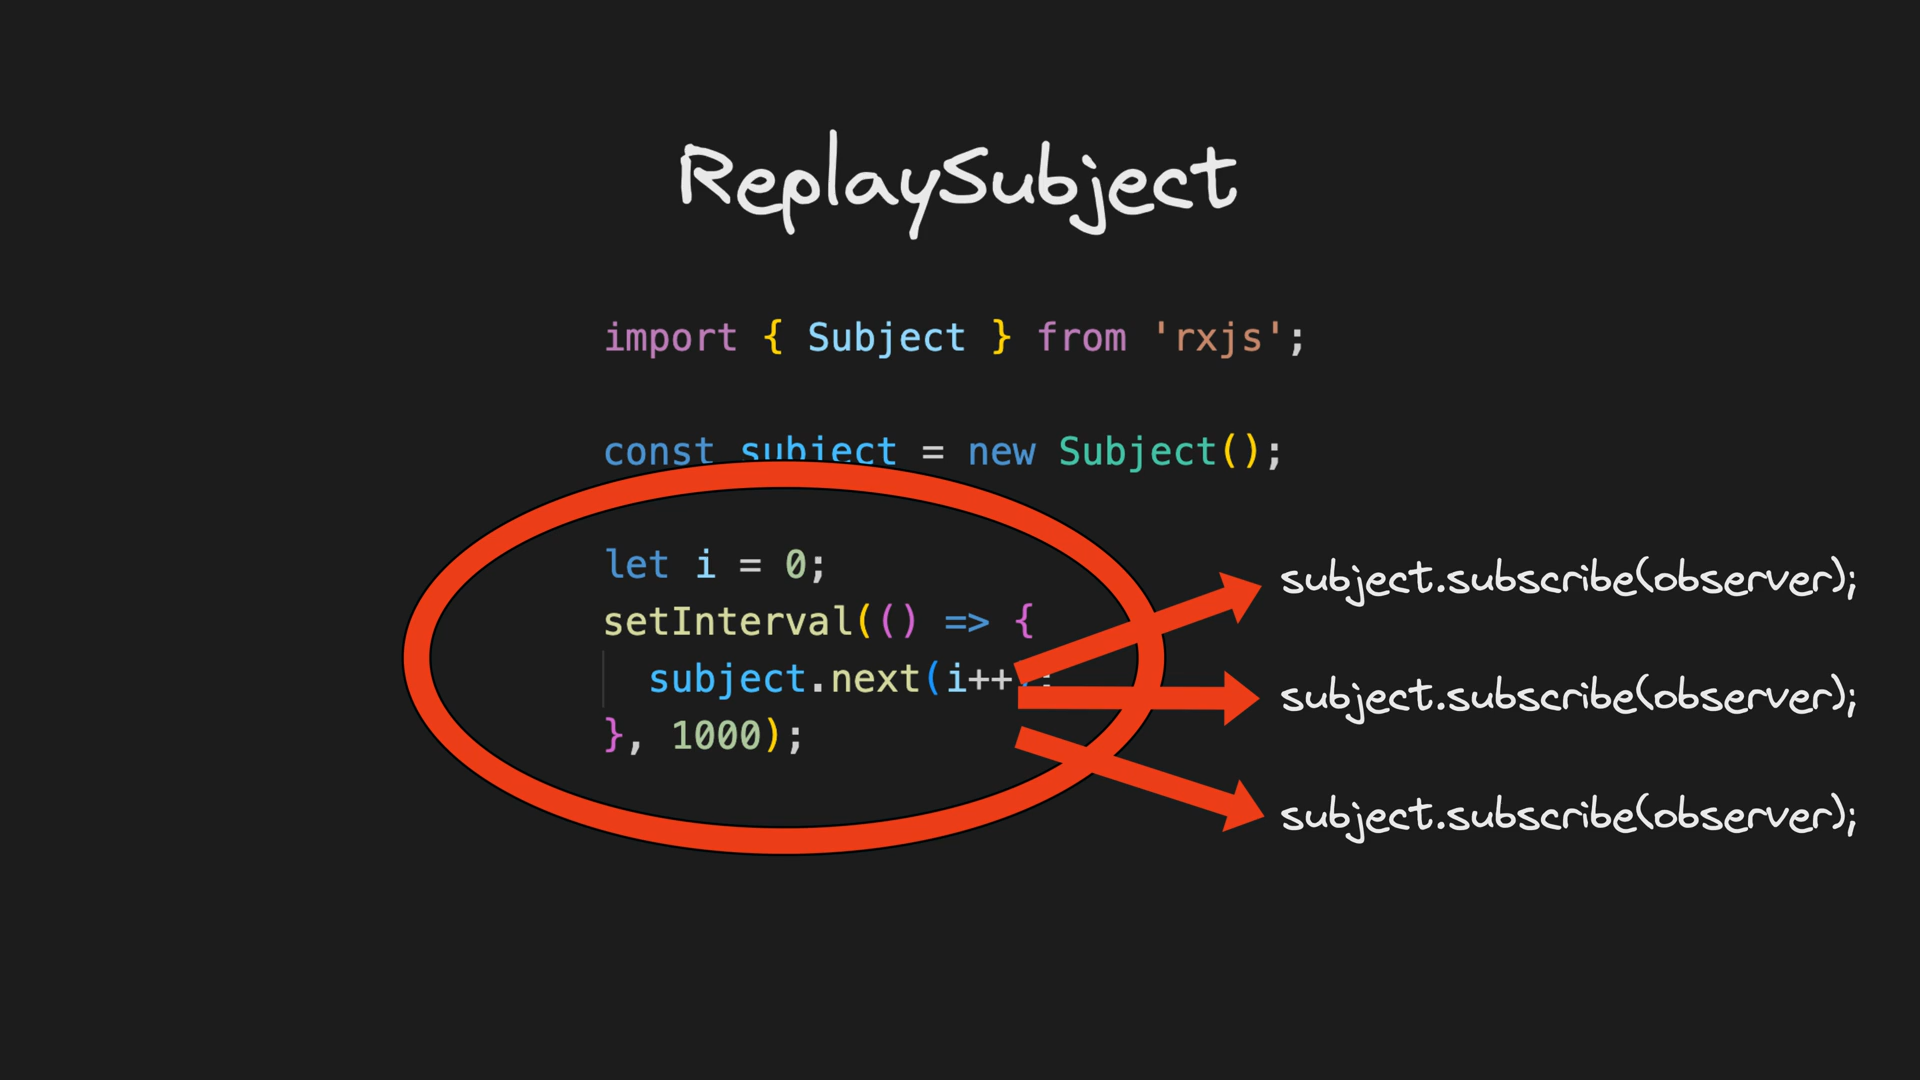 ReplaySubject
import { Subject } from 'rxjs';
const subject = new Subject();
let i = 0;
setInterval(() => {
subject.next(i++);
}, 1000);
subject.subscribe(observer);
subject.subscribe(observer);
subject.subscribe(observer);